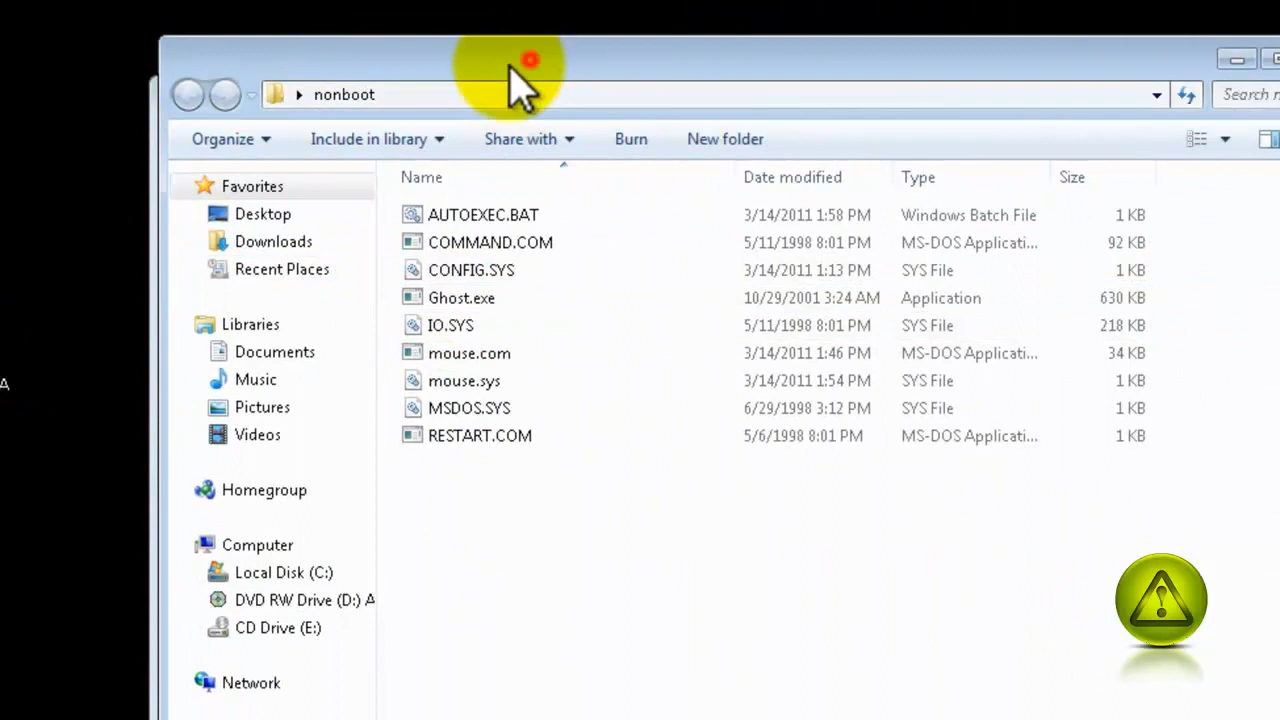 nonboot
Search n
Organize Include in library Share with Burn New folder
Name Date modified Type Size
Favorites
Desktop
Downloads
Recent Places
Libraries
Documents
Music
Pictures
Videos
Homegroup
Computer
Local Disk (C:)
DVD RW Drive (D:) A
CD Drive (E:)
Network
AUTOEXEC.BAT 3/14/2011 1:58 PM Windows Batch File 1 KB
COMMAND.COM 5/11/1998 8:01 PM MS-DOS Applicati... 92 KB
CONFIG.SYS 3/14/2011 1:13 PM SYS File 1 KB
Ghost.exe 10/29/2001 3:24 AM Application 630 KB
IO.SYS 5/11/1998 8:01 PM SYS File 218 KB
mouse.com 3/14/2011 1:46 PM MS-DOS Applicati... 34 KB
mouse.sys 3/14/2011 1:54 PM SYS File 1 KB
MSDOS.SYS 6/29/1998 3:12 PM SYS File 1 KB
RESTART.COM 5/6/1998 8:01 PM MS-DOS Applicati... 1 KB
A